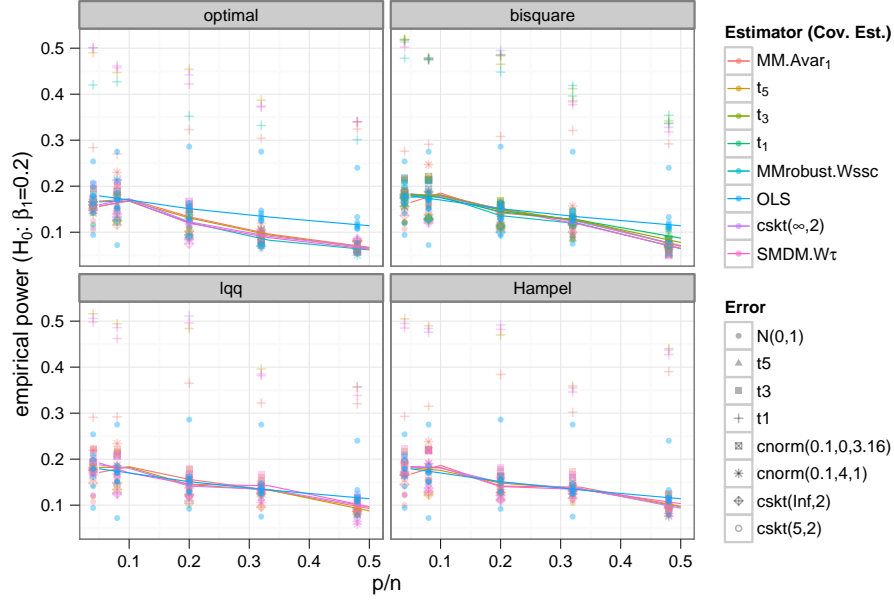 optimal
bisquare
lqq
Hampel
empirical power (H₀: β₁=0.2)
0.5
0.4
0.3
0.2
0.1
0.5
0.4
0.3
0.2
0.1
0.1 0.2 0.3 0.4 0.5
0.1 0.2 0.3 0.4 0.5
p/n
Estimator (Cov. Est.)
MM.Avar₁
t₅
t₃
t₁
MMrobust.Wssc
OLS
cskt(∞,2)
SMDM.Wτ
Error
N(0,1)
t5
t3
t1
cnorm(0.1,0,3.16)
cnorm(0.1,4,1)
cskt(Inf,2)
cskt(5,2)